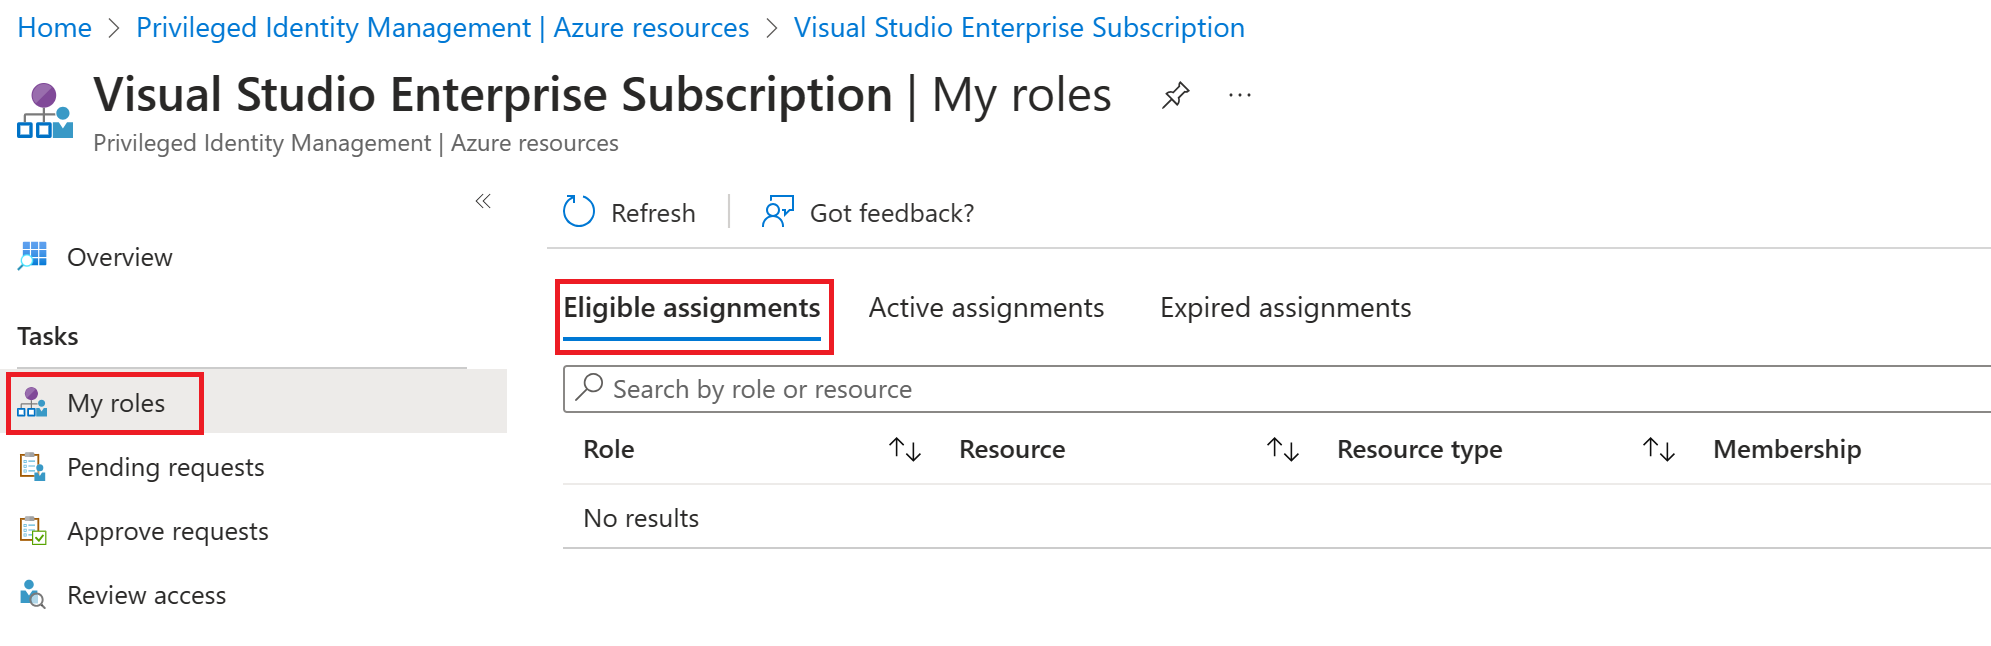 Home > Privileged Identity Management | Azure resources > Visual Studio Enterprise Subscription
Visual Studio Enterprise Subscription | My roles
Privileged Identity Management | Azure resources
Refresh | Got feedback?
Overview
Eligible assignments Active assignments Expired assignments
Tasks
Search by role or resource
My roles
Role Resource Resource type Membership
Pending requests
No results
Approve requests
Review access